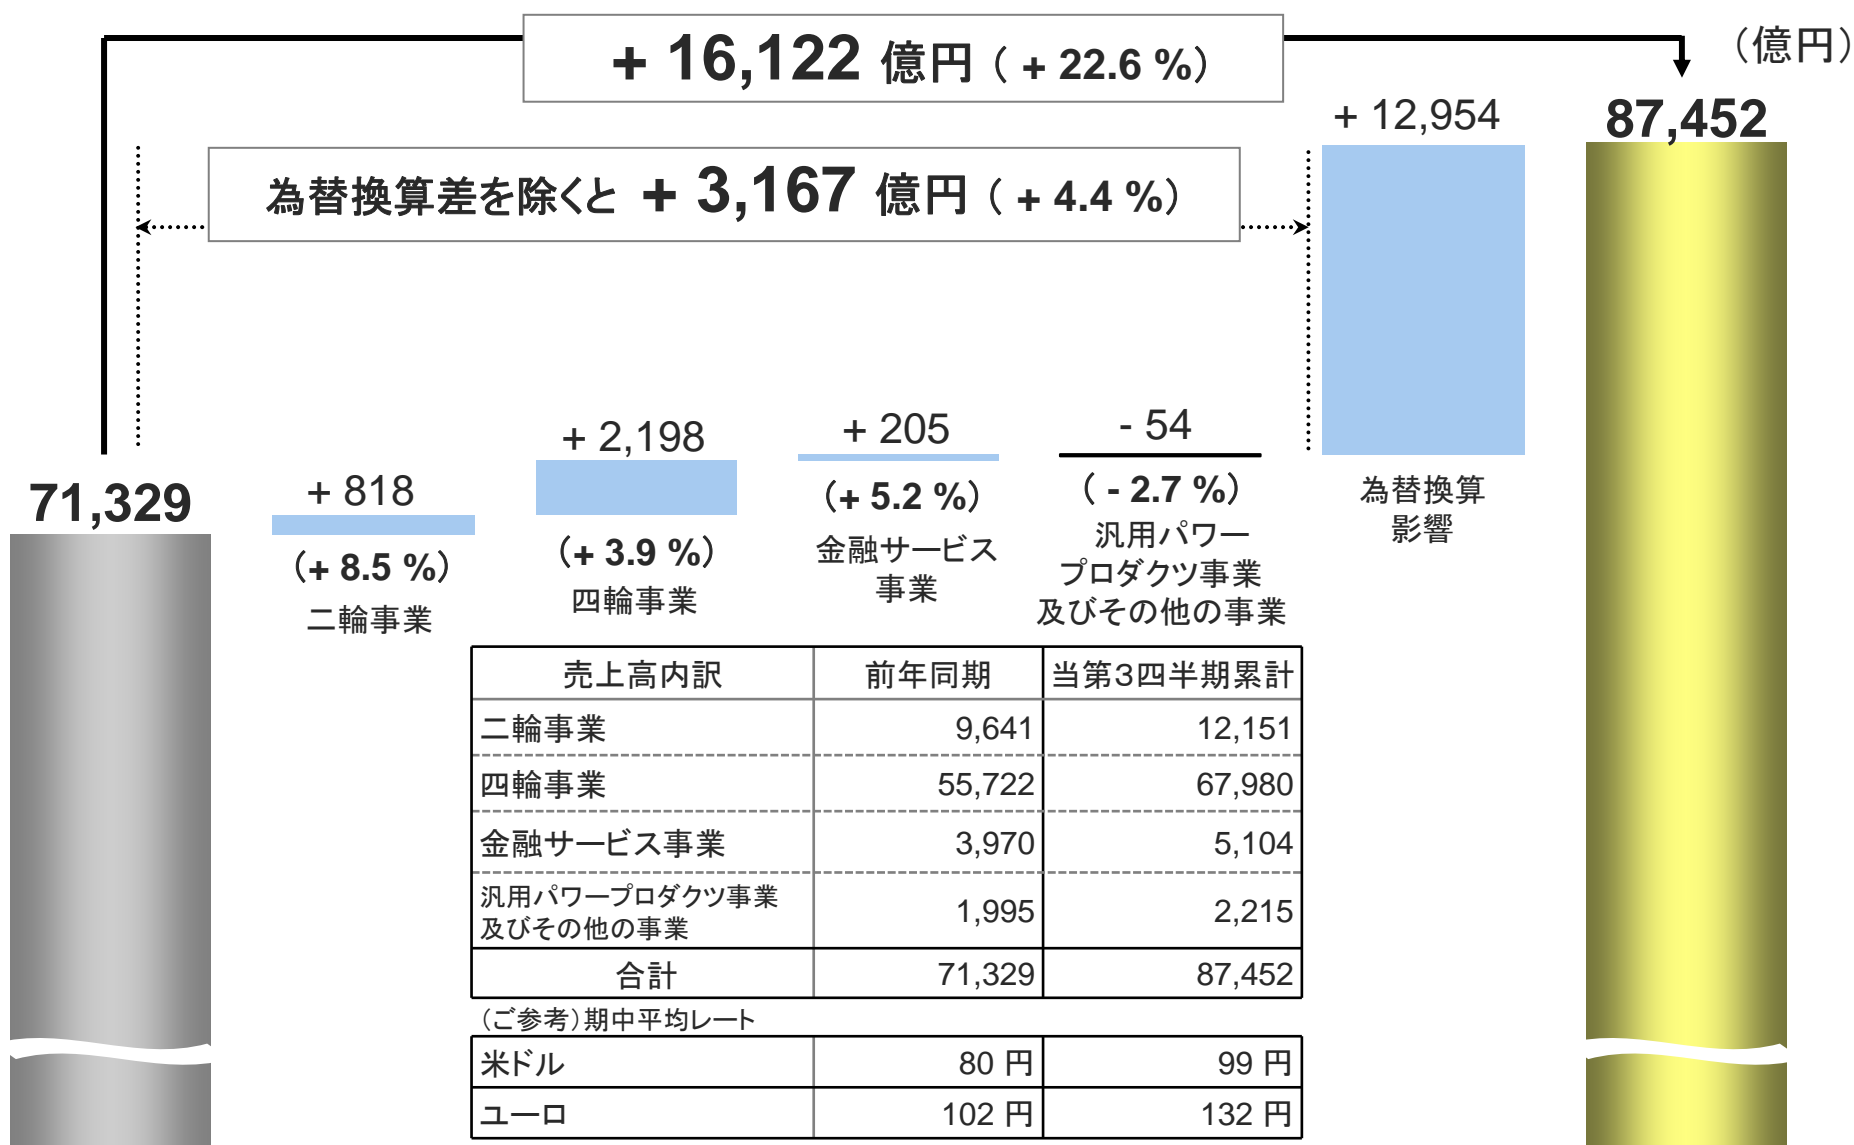 + 16,122 億円 ( + 22.6 %)
(億円)
為替換算差を除くと + 3,167 億円 ( + 4.4 %)
+ 12,954
87,452
71,329
+ 818
(+ 8.5 %)
二輪事業
+ 2,198
(+ 3.9 %)
四輪事業
+ 205
(+ 5.2 %)
金融サービス
事業
- 54
( - 2.7 %)
汎用パワー
プロダクツ事業
及びその他の事業
為替換算
影響
売上高内訳 前年同期 当第3四半期累計
二輪事業 9,641 12,151
四輪事業 55,722 67,980
金融サービス事業 3,970 5,104
汎用パワープロダクツ事業
及びその他の事業 1,995 2,215
合計 71,329 87,452
(ご参考)期中平均レート
米ドル 80 円 99 円
ユーロ 102 円 132 円